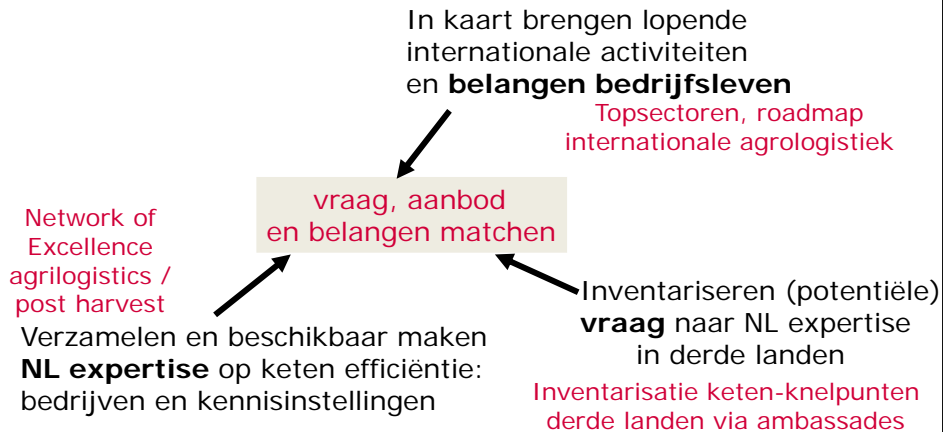 In kaart brengen lopende
internationale activiteiten
en belangen bedrijfsleven
Topsectoren, roadmap
internationale agrologistiek
vraag, aanbod
en belangen matchen
Network of
Excellence
agrilogistics /
post harvest
Verzamelen en beschikbaar maken
NL expertise op keten efficiëntie:
bedrijven en kennisinstellingen
Inventariseren (potentiële)
vraag naar NL expertise
in derde landen
Inventarisatie keten-knelpunten
derde landen via ambassades